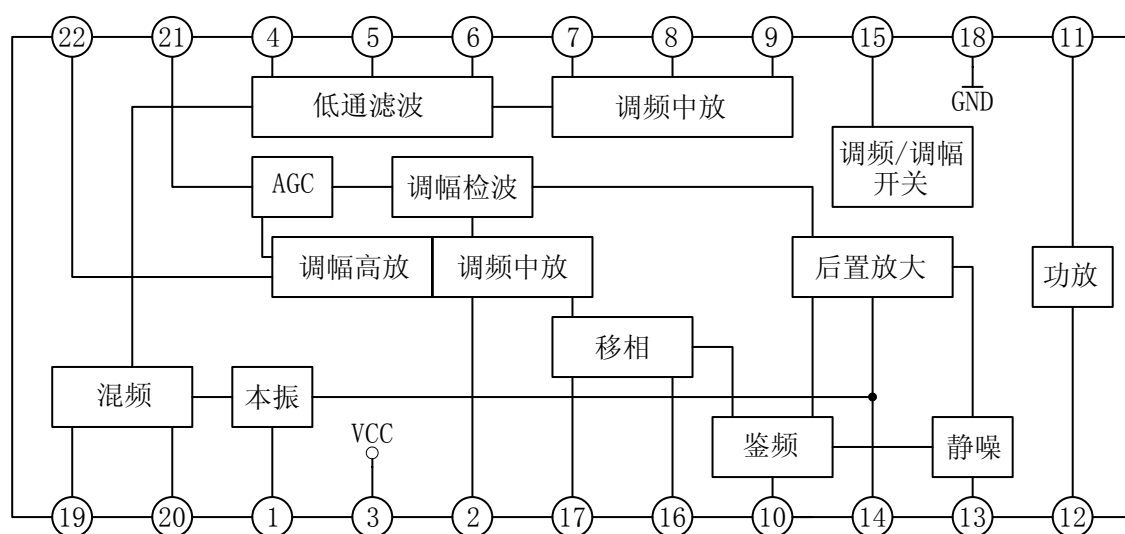 22 21 4 5 6 7 8 9 15 18 11
低通滤波 调频中放 GND
调频/调幅
开关
AGC 调幅检波
调幅高放 调频中放 后置放大 功放
移相
混频 本振
VCC 鉴频 静噪
19 20 1 3 2 17 16 10 14 13 12